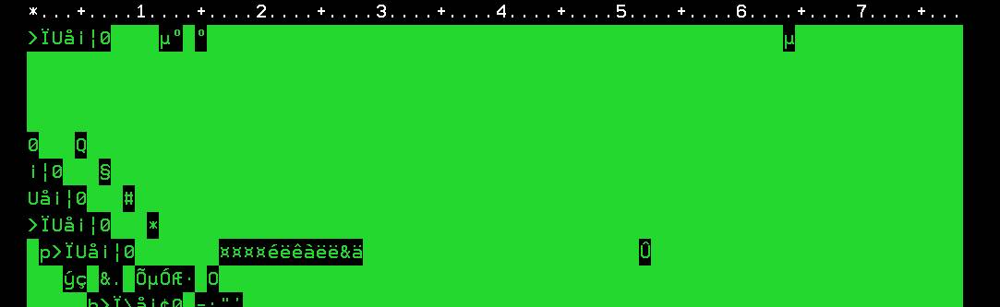 *...+....1....+....2....+....3....+....4....+....5....+....6....+....7....+...
>ÏUåi¦0 µº º µ
0 Q
i¦0 §
Uåi¦0 #
>ÏUåi¦0 *
p>ÏUåi¦0 ¤¤¤¤éëêàëë&ä Û
ýç &. ÕµÓÆ· O